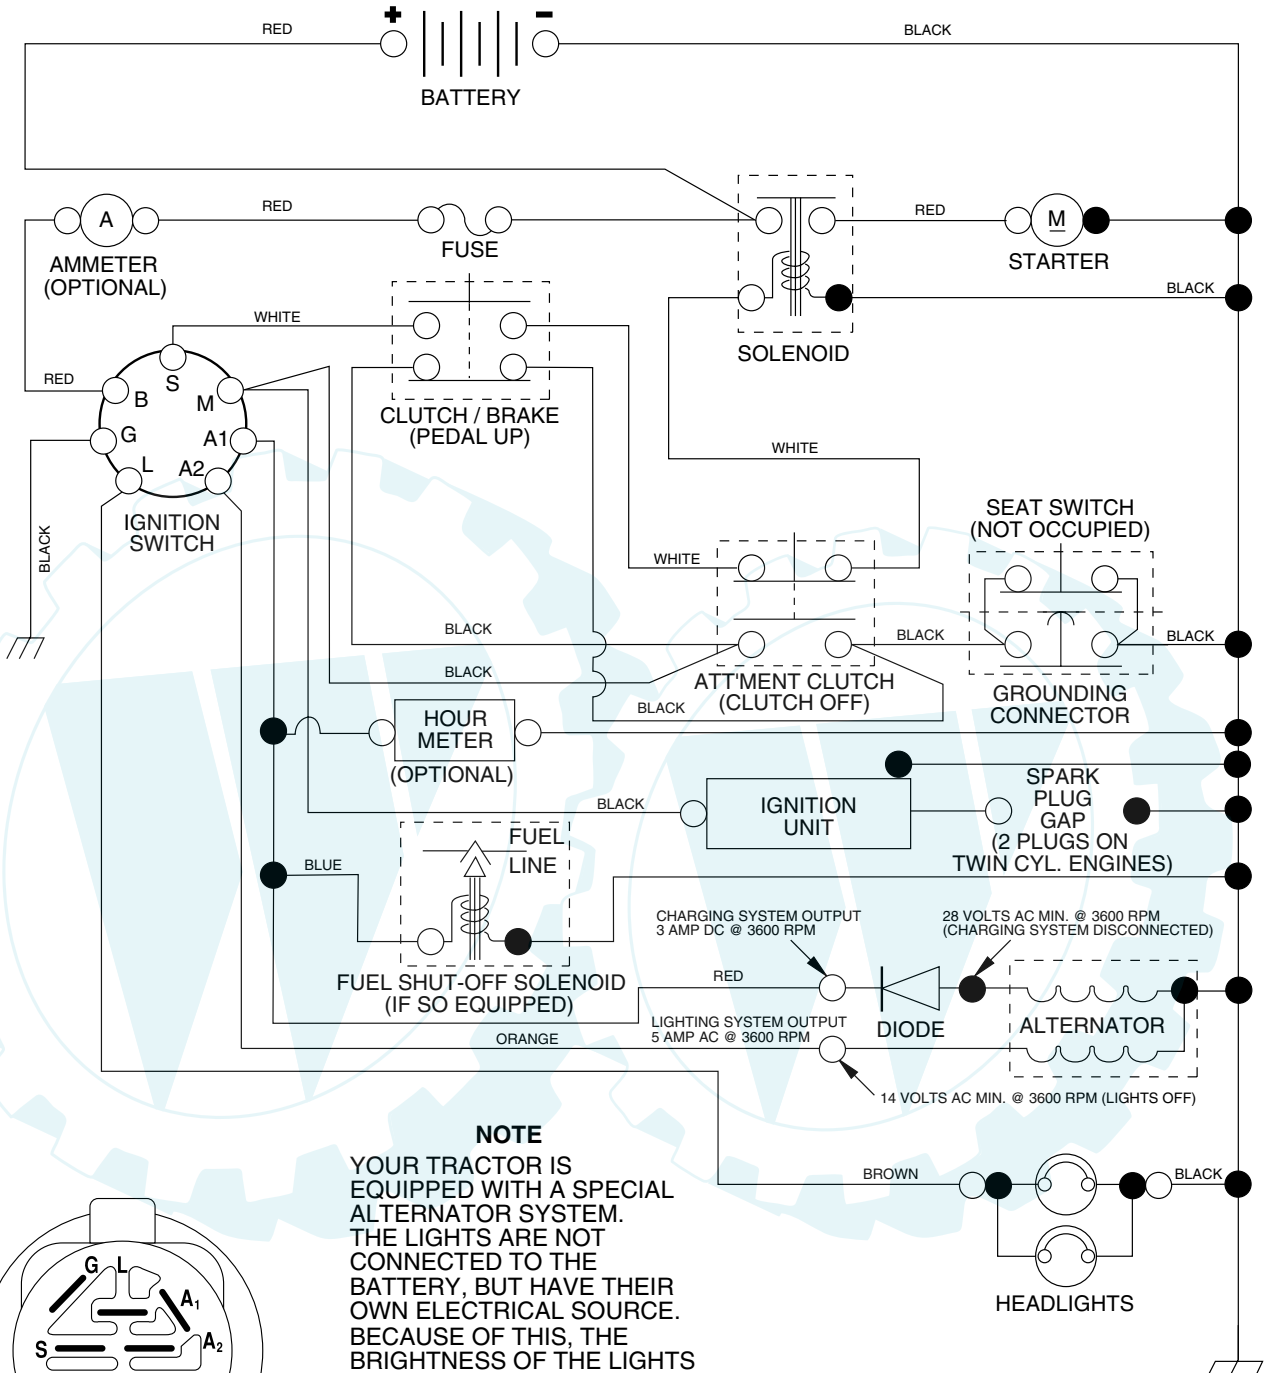 +
-
RED
BLACK
BATTERY
A
RED
RED
M
AMMETER
(OPTIONAL)
FUSE
STARTER
WHITE
BLACK
SOLENOID
RED
S
B
M
G
A1
L
A2
CLUTCH / BRAKE
(PEDAL UP)
IGNITION
SWITCH
BLACK
WHITE
WHITE
SEAT SWITCH
(NOT OCCUPIED)
BLACK
BLACK
BLACK
BLACK
ATT'MENT CLUTCH
(CLUTCH OFF)
BLACK
GROUNDING
CONNECTOR
HOUR
METER
(OPTIONAL)
BLACK
IGNITION
UNIT
SPARK
PLUG
GAP
(2 PLUGS ON
TWIN CYL. ENGINES)
FUEL
LINE
BLUE
FUEL SHUT-OFF SOLENOID
(IF SO EQUIPPED)
CHARGING SYSTEM OUTPUT
3 AMP DC @ 3600 RPM
28 VOLTS AC MIN. @ 3600 RPM
(CHARGING SYSTEM DISCONNECTED)
RED
DIODE
ALTERNATOR
LIGHTING SYSTEM OUTPUT
5 AMP AC @ 3600 RPM
ORANGE
14 VOLTS AC MIN. @ 3600 RPM (LIGHTS OFF)
BROWN
BLACK
HEADLIGHTS
NOTE
YOUR TRACTOR IS
EQUIPPED WITH A SPECIAL
ALTERNATOR SYSTEM.
THE LIGHTS ARE NOT
CONNECTED TO THE
BATTERY, BUT HAVE THEIR
OWN ELECTRICAL SOURCE.
BECAUSE OF THIS, THE
BRIGHTNESS OF THE LIGHTS
G
L
A1
A2
S